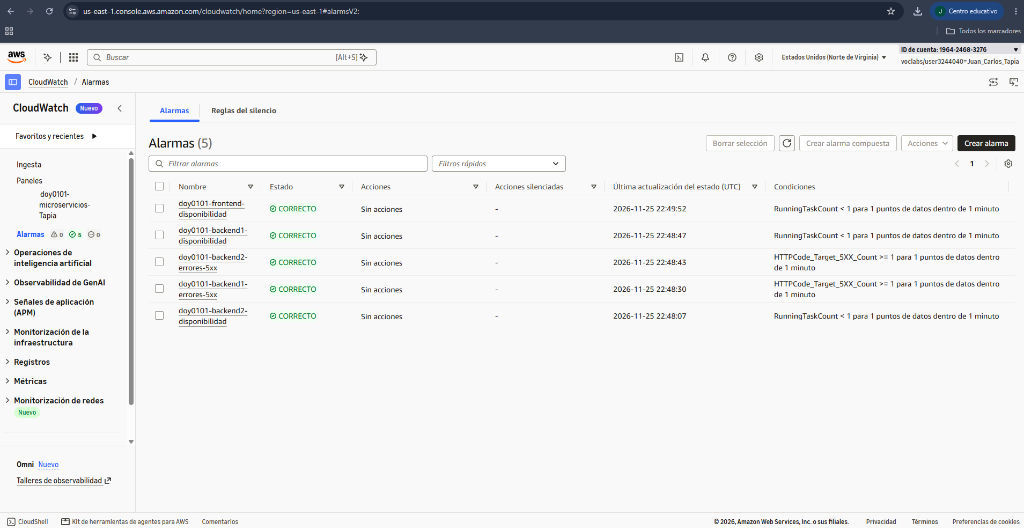 us-east-1.console.aws.amazon.com/cloudwatch/home?region=us-east-1#alarmsV2:
J Centro educativo
Todos los marcadores
aws
Buscar [Alt+S]
Estados Unidos (Norte de Virginia)
ID de cuenta: 1964-2468-3276
voclabs/user3244040=Juan_Carlos_Tapia
CloudWatch / Alarmas
CloudWatch Nuevo
Favoritos y recientes
Ingesta
Paneles
doy0101-
microservicios-
Tapia
Alarmas 0 5 0
Operaciones de
inteligencia artificial
Observabilidad de GenAI
Señales de aplicación
(APM)
Monitorización de la
infraestructura
Registros
Métricas
Monitorización de redes
Nuevo
Omni Nuevo
Talleres de observabilidad
Alarmas Reglas del silencio
Alarmas (5)
Borrar selección Crear alarma compuesta Acciones Crear alarma
Filtrar alarmas Filtros rápidos 1
Nombre Estado Acciones Acciones silenciadas Última actualización del estado (UTC) Condiciones
doy0101-frontend-
disponibilidad CORRECTO Sin acciones - 2026-11-25 22:49:52 RunningTaskCount < 1 para 1 puntos de datos dentro de 1 minuto
doy0101-backend1-
disponibilidad CORRECTO Sin acciones - 2026-11-25 22:48:47 RunningTaskCount < 1 para 1 puntos de datos dentro de 1 minuto
doy0101-backend2- HTTPCode_Target_5XX_Count >= 1 para 1 puntos de datos dentro
errores-5xx CORRECTO Sin acciones - 2026-11-25 22:48:43 de 1 minuto
doy0101-backend1- HTTPCode_Target_5XX_Count >= 1 para 1 puntos de datos dentro
errores-5xx CORRECTO Sin acciones - 2026-11-25 22:48:30 de 1 minuto
doy0101-backend2-
disponibilidad CORRECTO Sin acciones - 2026-11-25 22:48:07 RunningTaskCount < 1 para 1 puntos de datos dentro de 1 minuto
CloudShell Kit de herramientas de agentes para AWS Comentarios © 2026, Amazon Web Services, Inc. o sus filiales. Privacidad Términos Preferencias de cookies